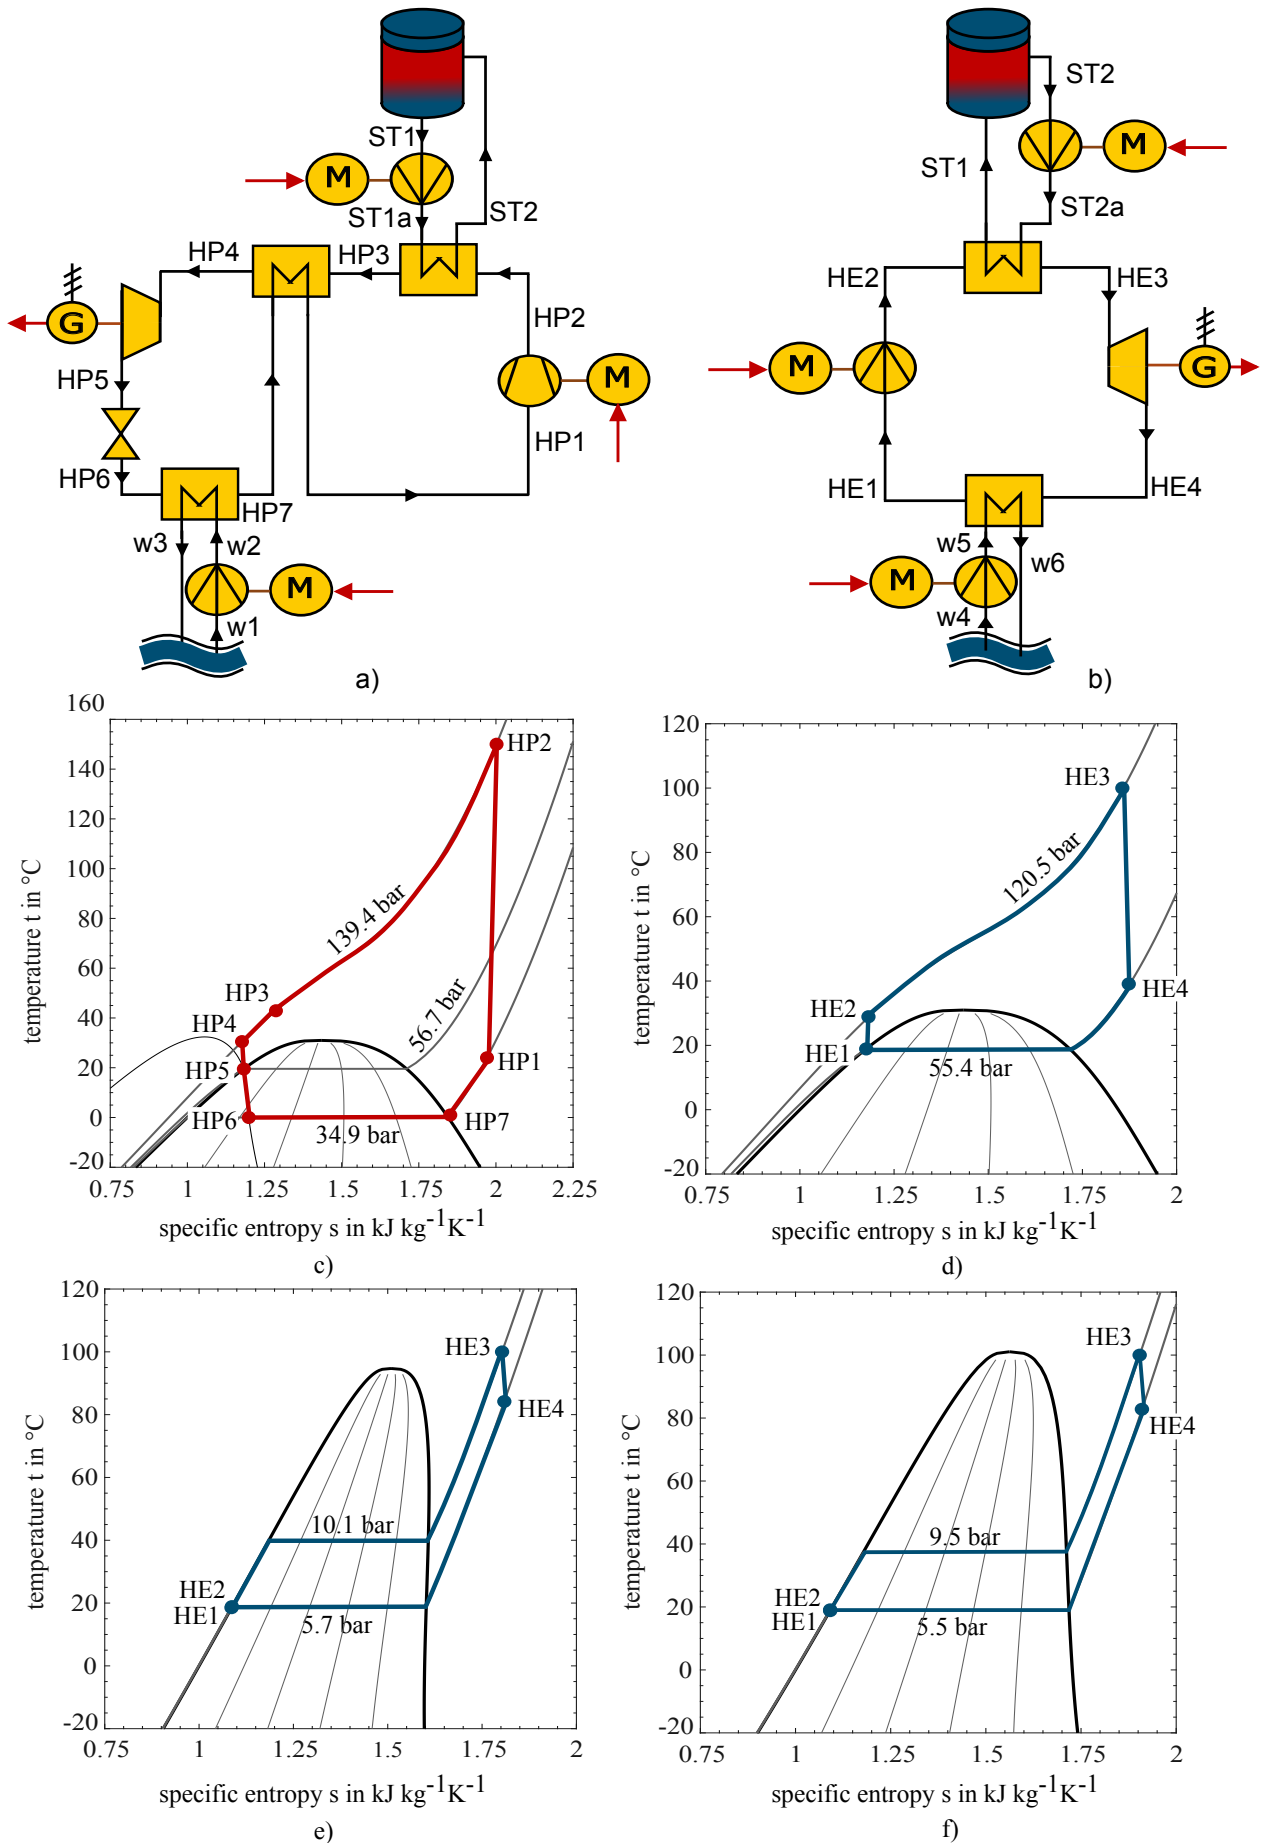 ST1
M
ST1a
ST2
HP4
HP3
G
HP2
HP5
M
HP1
HP6
HP7
w3
w2
M
w1
a)
ST2
M
ST1
ST2a
HE2
HE3
M
G
HE1
HE4
w5
w6
M
w4
b)
160
140
120
100
80
60
40
20
0
-20
temperature t in °C
HP2
139.4 bar
HP3
HP4
56.7 bar
HP1
HP5
HP6
HP7
34.9 bar
0.75 1 1.25 1.5 1.75 2 2.25
specific entropy s in kJ kg⁻¹K⁻¹
c)
120
100
80
60
40
20
0
-20
temperature t in °C
HE3
120.5 bar
HE2
HE4
HE1
55.4 bar
0.75 1 1.25 1.5 1.75 2
specific entropy s in kJ kg⁻¹K⁻¹
d)
120
100
80
60
40
20
0
-20
temperature t in °C
HE3
HE4
10.1 bar
HE2
HE1
5.7 bar
0.75 1 1.25 1.5 1.75 2
specific entropy s in kJ kg⁻¹K⁻¹
e)
120
100
80
60
40
20
0
-20
temperature t in °C
HE3
HE4
9.5 bar
HE2
HE1
5.5 bar
0.75 1 1.25 1.5 1.75 2
specific entropy s in kJ kg⁻¹K⁻¹
f)